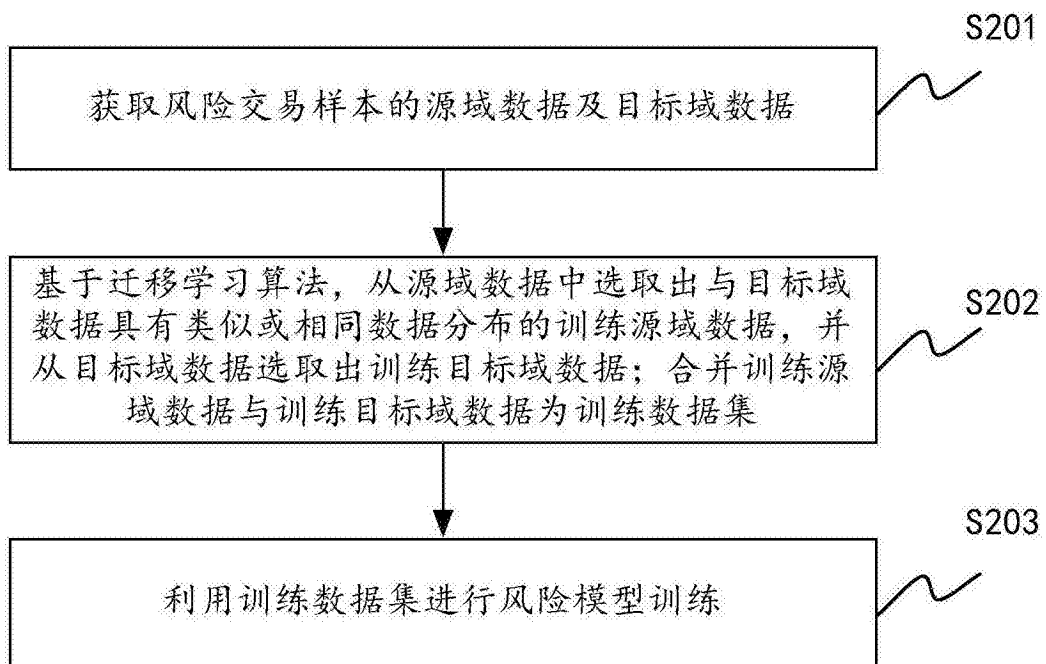 S201
获取风险交易样本的源域数据及目标域数据
S202
基于迁移学习算法，从源域数据中选取出与目标域
数据具有类似或相同数据分布的训练源域数据，并
从目标域数据选取出训练目标域数据；合并训练源
域数据与训练目标域数据为训练数据集
S203
利用训练数据集进行风险模型训练